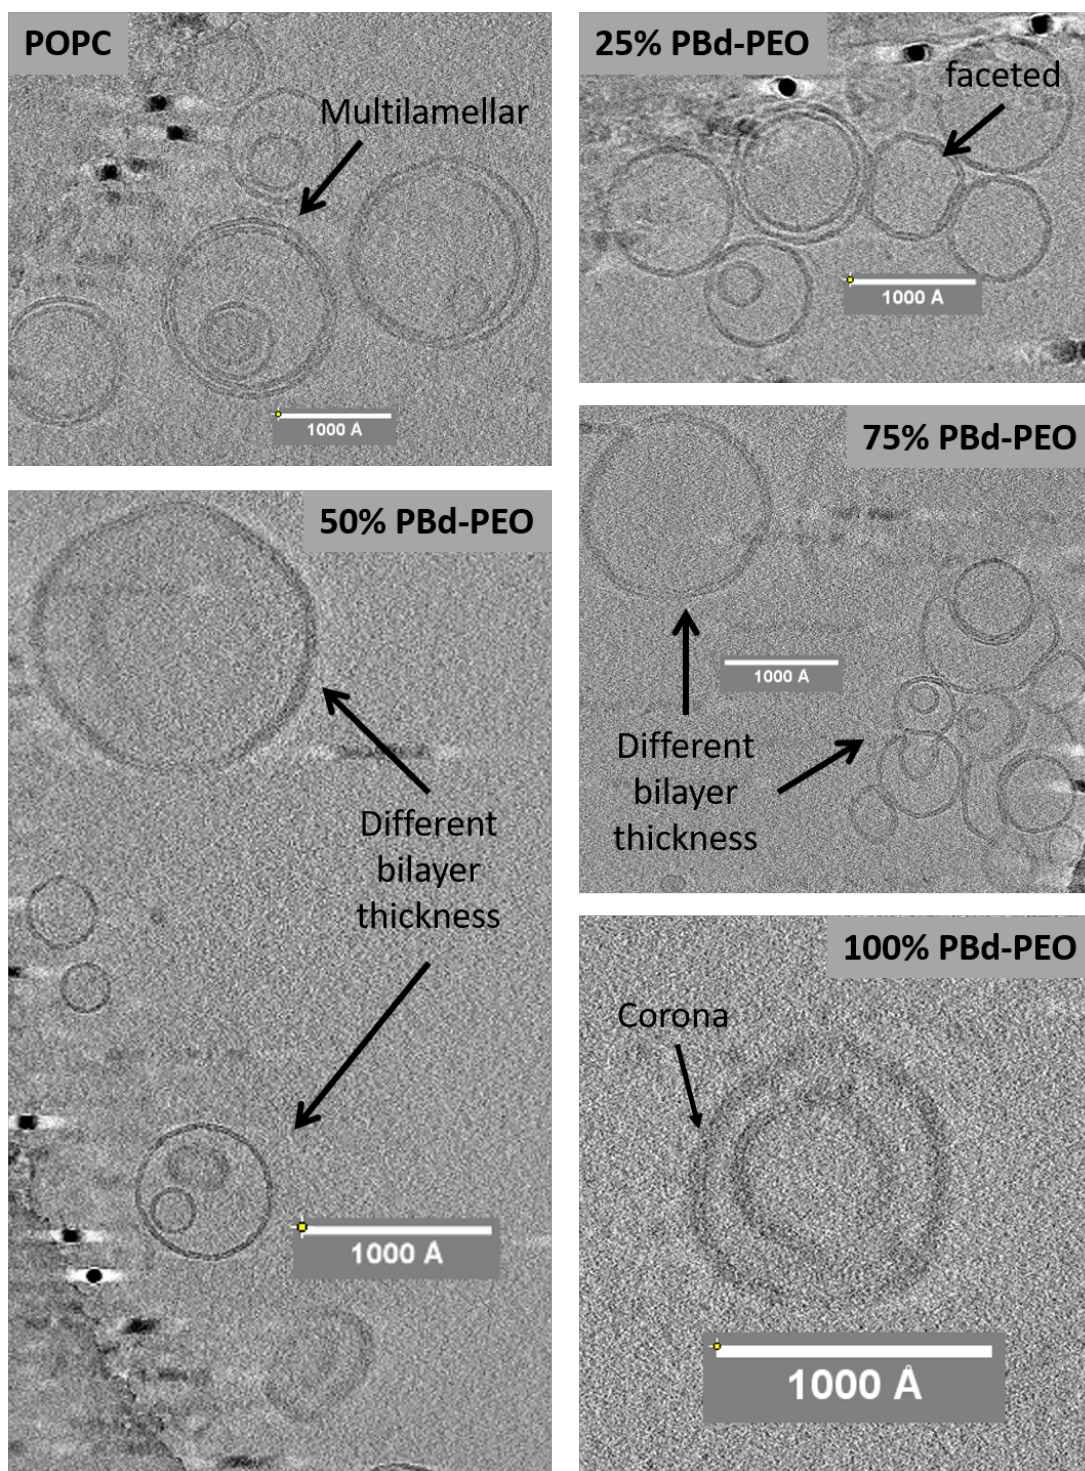 POPC
Multilamellar
1000 Å
25% PBd-PEO
faceted
1000 Å
75% PBd-PEO
1000 Å
Different
bilayer
thickness
50% PBd-PEO
Different
bilayer
thickness
1000 Å
100% PBd-PEO
Corona
1000 Å